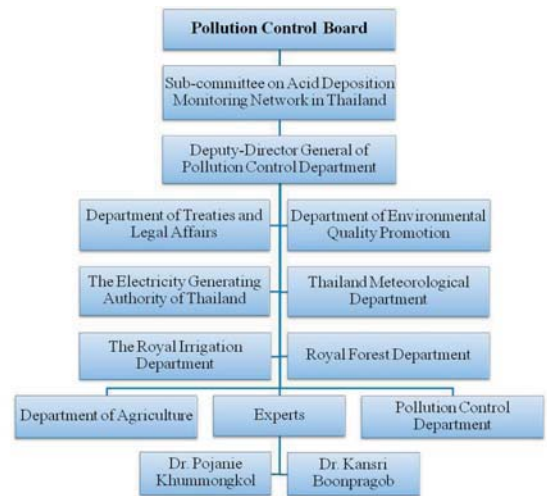 Pollution Control Board
Sub-committee on Acid Deposition
Monitoring Network in Thailand
Deputy-Director General of
Pollution Control Department
Department of Treaties and
Legal Affairs
Department of Environmental
Quality Promotion
The Electricity Generating
Authority of Thailand
Thailand Meteorological
Department
The Royal Irrigation
Department
Royal Forest Department
Department of Agriculture
Experts
Pollution Control
Department
Dr. Pojanie
Khummongkol
Dr. Kansri
Boonpragob